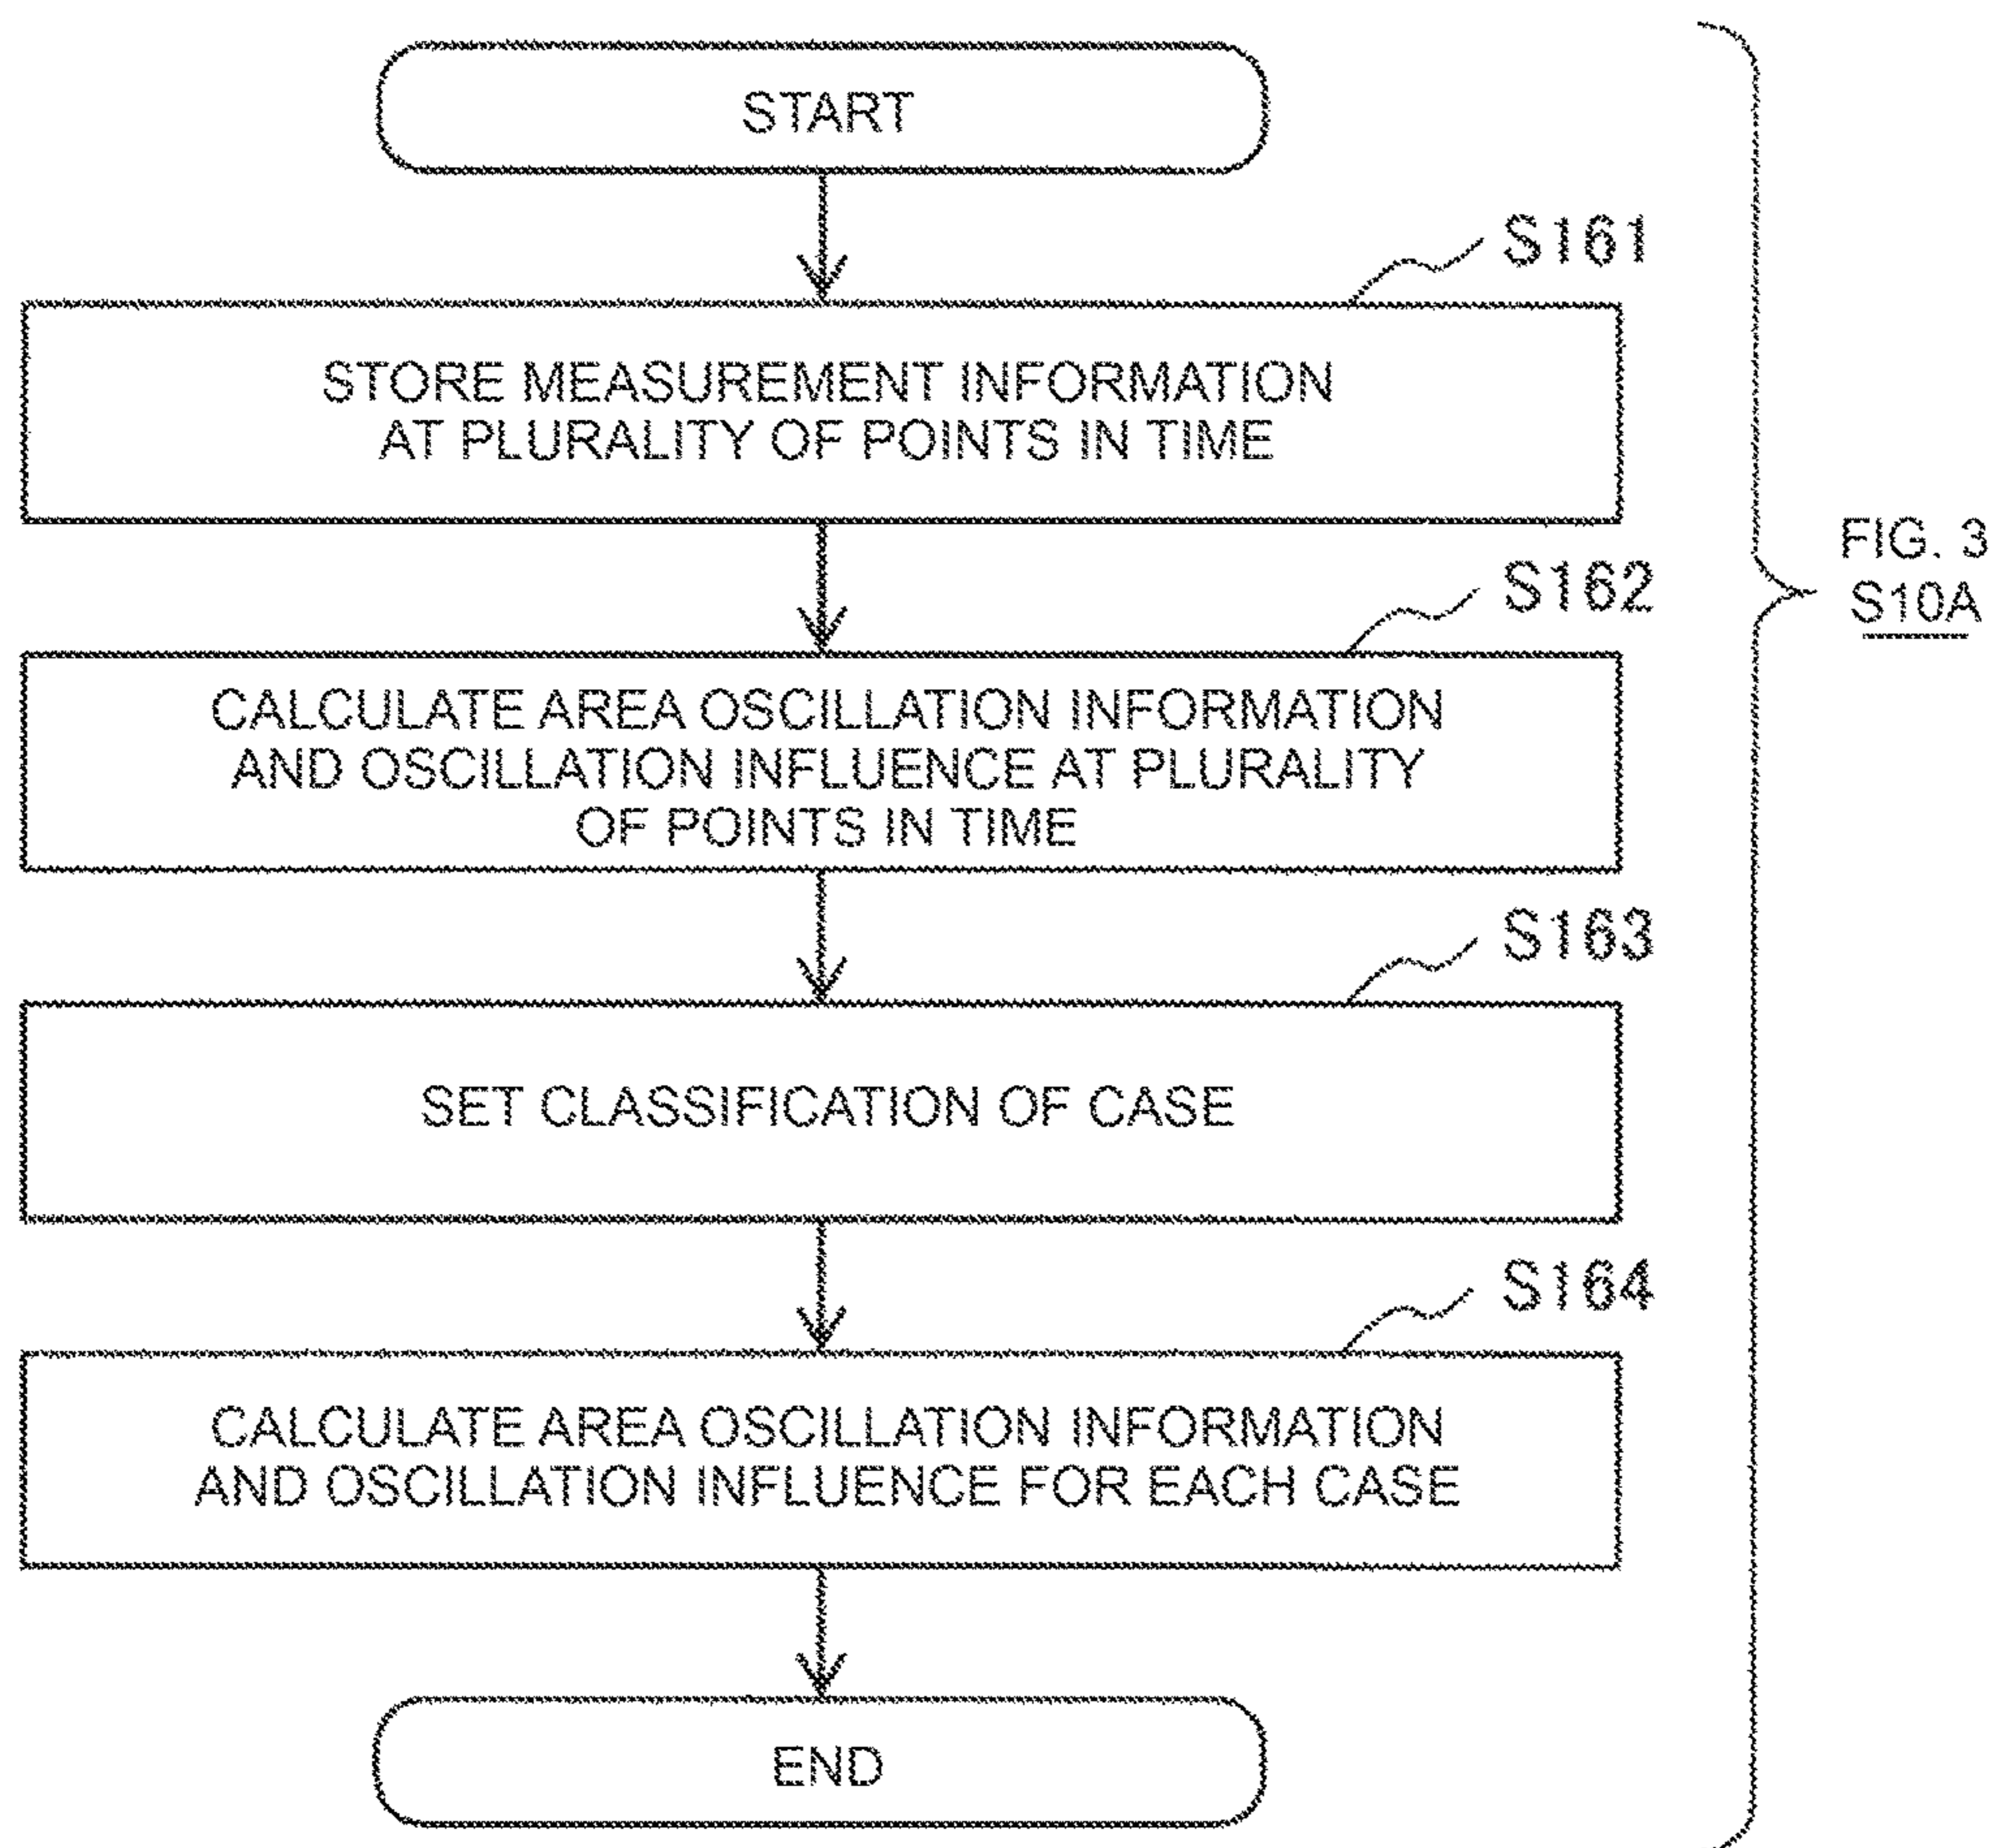 START
S161
STORE MEASUREMENT INFORMATION
AT PLURALITY OF POINTS IN TIME
S162
CALCULATE AREA OSCILLATION INFORMATION
AND OSCILLATION INFLUENCE AT PLURALITY
OF POINTS IN TIME
S163
SET CLASSIFICATION OF CASE
S164
CALCULATE AREA OSCILLATION INFORMATION
AND OSCILLATION INFLUENCE FOR EACH CASE
END
FIG. 3
S10A